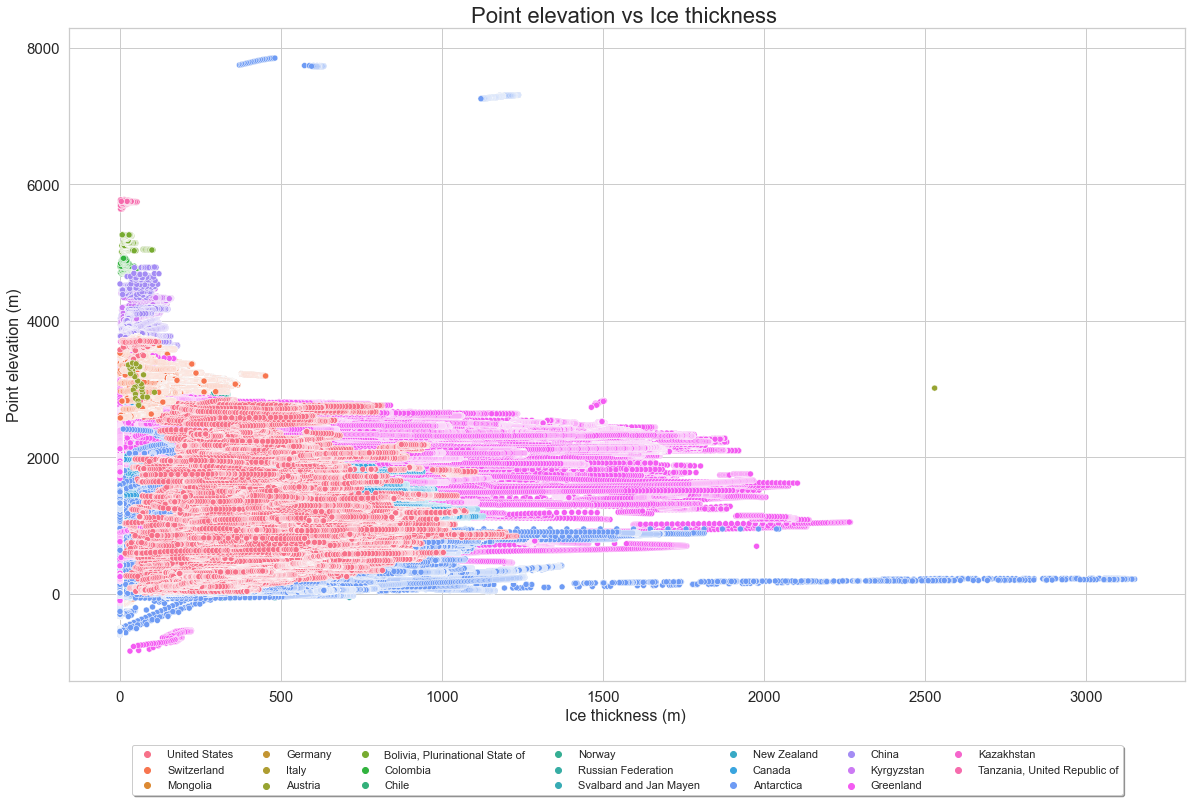 Point elevation vs Ice thickness
8000
6000
4000
2000
0
Point elevation (m)
0 500 1000 1500 2000 2500 3000
Ice thickness (m)
United States Germany Bolivia, Plurinational State of Norway New Zealand China Kazakhstan
Switzerland Italy Colombia Russian Federation Canada Kyrgyzstan Tanzania, United Republic of
Mongolia Austria Chile Svalbard and Jan Mayen Antarctica Greenland